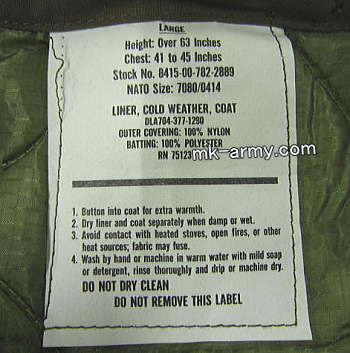 LARGE
Height: Over 63 Inches
Chest: 41 to 45 Inches
Stock No. 8415-00-782-2889
NATO Size: 7080/0414
LINER, COLD WEATHER, COAT
DLA704-377-1290
OUTER COVERING: 100% NYLON
BATTING: 100% POLYESTER
RN 75123
mk-army.com
1. Button into coat for extra warmth.
2. Dry liner and coat separately when damp or wet.
3. Avoid contact with heated stoves, open fires, or other
heat sources; fabric may fuse.
4. Wash by hand or machine in warm water with mild soap
or detergent, rinse thoroughly and drip or machine dry.
DO NOT DRY CLEAN
DO NOT REMOVE THIS LABEL